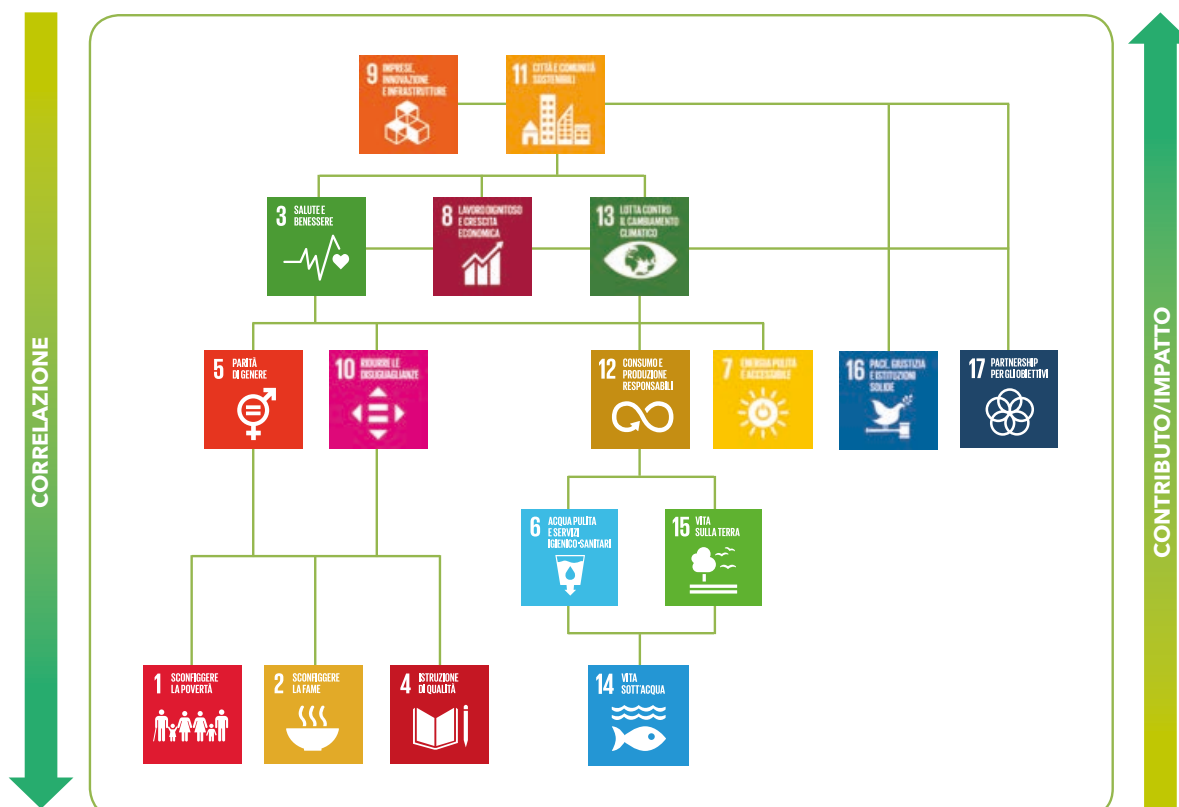 CORRELAZIONE
CONTRIBUTO/IMPATTO
9 IMPRESE,
INNOVAZIONE
E INFRASTRUTTURE
11 CITTÀ E COMUNITÀ
SOSTENIBILI
3 SALUTE E
BENESSERE
8 LAVORO DIGNITOSO
E CRESCITA
ECONOMICA
13 LOTTA CONTRO
IL CAMBIAMENTO
CLIMATICO
5 PARITÀ
DI GENERE
10 RIDURRE LE
DISUGUAGLIANZE
12 CONSUMO E
PRODUZIONE
RESPONSABILI
7 ENERGIA PULITA
E ACCESSIBILE
16 PACE, GIUSTIZIA
E ISTITUZIONI
SOLIDE
17 PARTNERSHIP
PER GLI OBIETTIVI
6 ACQUA PULITA
E SERVIZI
IGIENICO-SANITARI
15 VITA
SULLA TERRA
1 SCONFIGGERE
LA POVERTÀ
2 SCONFIGGERE
LA FAME
4 ISTRUZIONE
DI QUALITÀ
14 VITA
SOTT'ACQUA